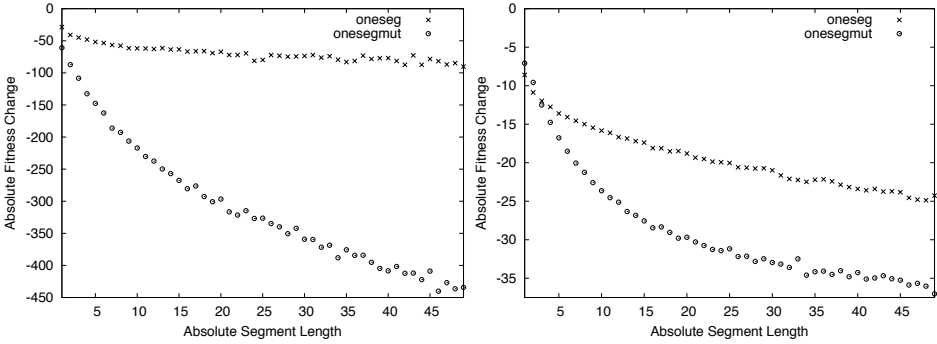 0
-50
-100
-150
-200
-250
-300
-350
-400
-450
5 10 15 20 25 30 35 40 45
Absolute Fitness Change
Absolute Segment Length
oneseg
onesegmut
0
-5
-10
-15
-20
-25
-30
-35
5 10 15 20 25 30 35 40 45
Absolute Fitness Change
Absolute Segment Length
oneseg
onesegmut